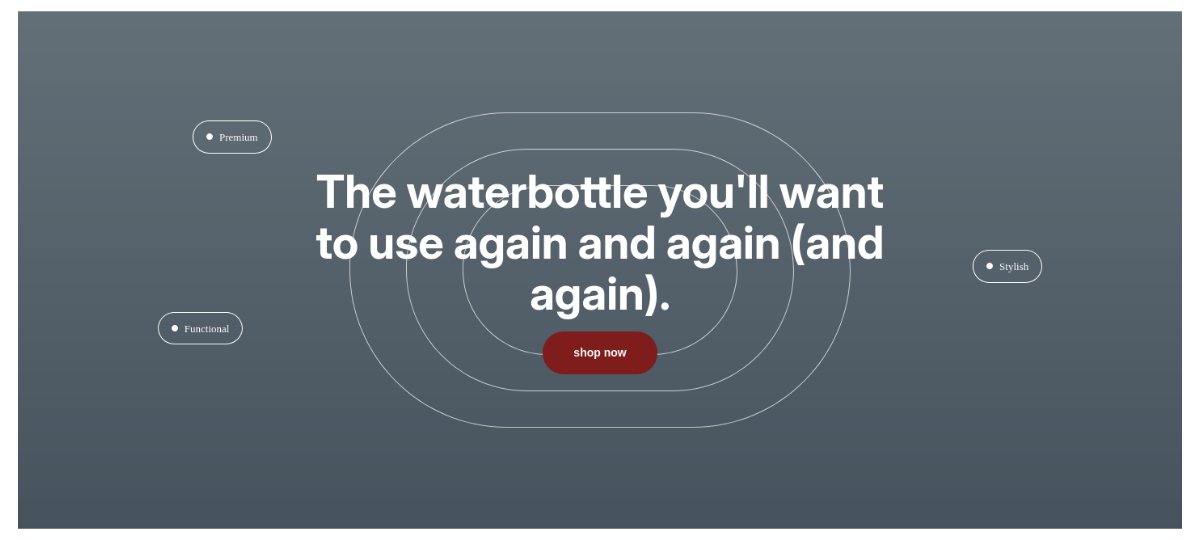 Premium
The waterbottle you'll want
to use again and again (and
again).
Stylish
Functional
shop now